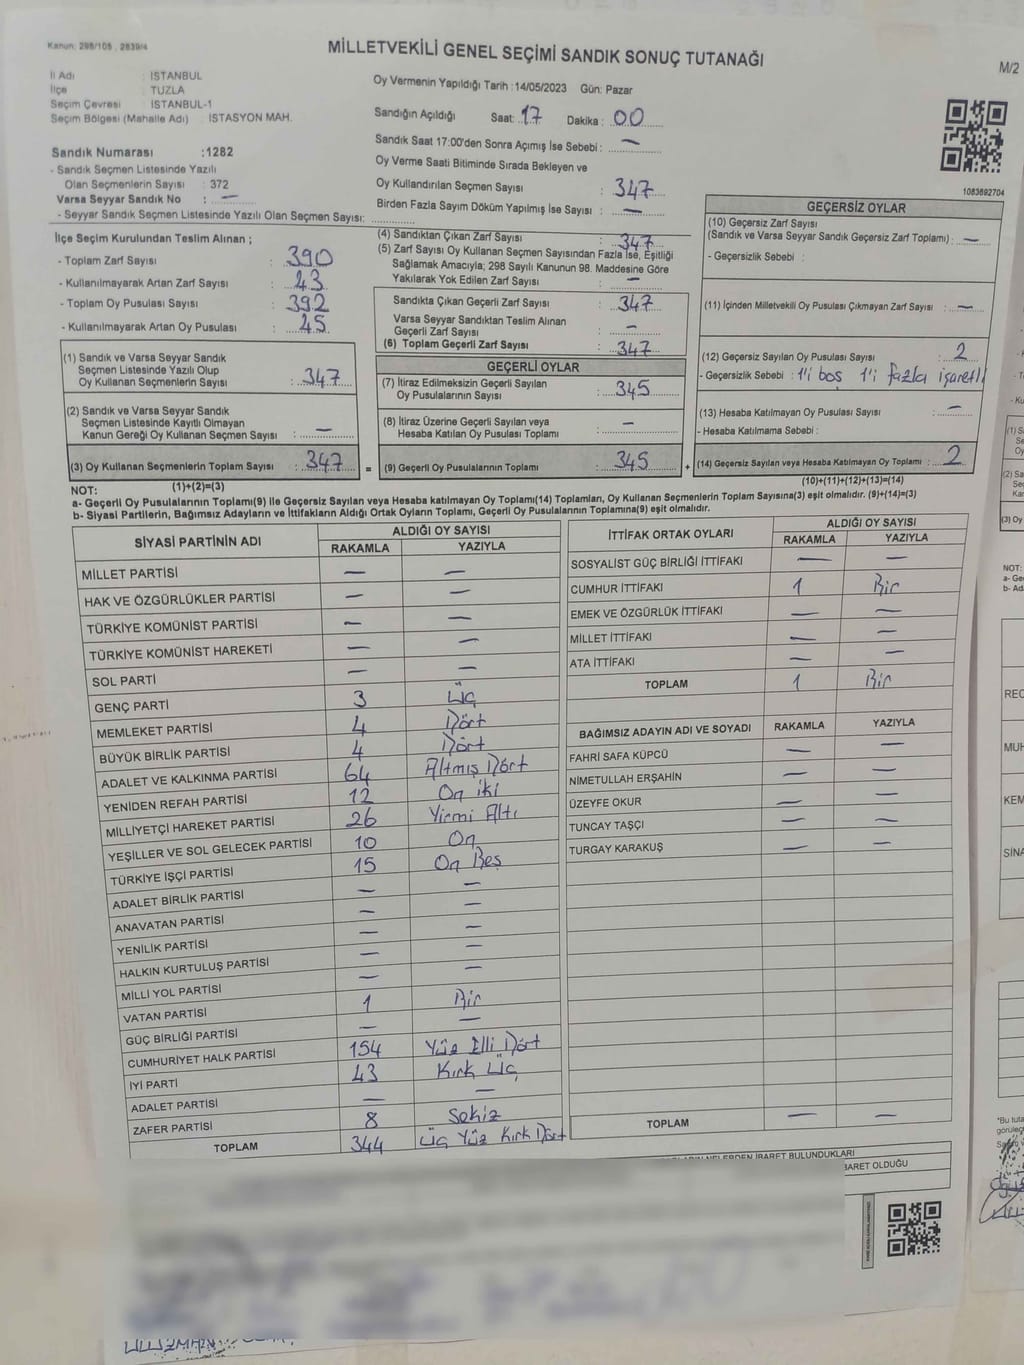 Kanun: 298/105 , 2839/4
MİLLETVEKİLİ GENEL SEÇİMİ SANDIK SONUÇ TUTANAĞI
M/2
İl Adı : İSTANBUL
İlçe : TUZLA
Seçim Çevresi : İSTANBUL-1
Seçim Bölgesi (Mahalle Adı) : İSTASYON MAH.
Oy Vermenin Yapıldığı Tarih : 14/05/2023 Gün: Pazar
Sandığın Açıldığı Saat: 17 Dakika : 00
Sandık Saat 17:00'den Sonra Açımış İse Sebebi : —
Oy Verme Saati Bitiminde Sırada Bekleyen ve
Oy Kullandırılan Seçmen Sayısı : 347
Birden Fazla Sayım Döküm Yapılmış İse Sayısı : —
Sandık Numarası : 1282
- Sandık Seçmen Listesinde Yazılı
Olan Seçmenlerin Sayısı : 372
Varsa Seyyar Sandık No : —
- Seyyar Sandık Seçmen Listesinde Yazılı Olan Seçmen Sayısı:
1083692704
İlçe Seçim Kurulundan Teslim Alınan ;
- Toplam Zarf Sayısı : 390
- Kullanılmayarak Artan Zarf Sayısı : 43
- Toplam Oy Pusulası Sayısı : 392
- Kullanılmayarak Artan Oy Pusulası : 45
(4) Sandıktan Çıkan Zarf Sayısı : 347
(5) Zarf Sayısı Oy Kullanan Seçmen Sayısından Fazla İse, Eşitliği
Sağlamak Amacıyla; 298 Sayılı Kanunun 98. Maddesine Göre
Yakılarak Yok Edilen Zarf Sayısı : —
Sandıkta Çıkan Geçerli Zarf Sayısı : 347
Varsa Seyyar Sandıktan Teslim Alınan
Geçerli Zarf Sayısı : —
(6) Toplam Geçerli Zarf Sayısı : 347
GEÇERSİZ OYLAR
(10) Geçersiz Zarf Sayısı
(Sandık ve Varsa Seyyar Sandık Geçersiz Zarf Toplamı) : —
- Geçersizlik Sebebi :
(11) İçinden Milletvekili Oy Pusulası Çıkmayan Zarf Sayısı : —
(12) Geçersiz Sayılan Oy Pusulası Sayısı : 2
- Geçersizlik Sebebi : 1'i boş 1'i fazla işaretli
(13) Hesaba Katılmayan Oy Pusulası Sayısı : —
- Hesaba Katılmama Sebebi :
(14) Geçersiz Sayılan veya Hesaba Katılmayan Oy Toplamı : 2
(10)+(11)+(12)+(13)=(14)
(1) Sandık ve Varsa Seyyar Sandık
Seçmen Listesinde Yazılı Olup
Oy Kullanan Seçmenlerin Sayısı : 347
(2) Sandık ve Varsa Seyyar Sandık
Seçmen Listesinde Kayıtlı Olmayan
Kanun Gereği Oy Kullanan Seçmen Sayısı : —
(3) Oy Kullanan Seçmenlerin Toplam Sayısı : 347 =
(1)+(2)=(3)
GEÇERLİ OYLAR
(7) İtiraz Edilmeksizin Geçerli Sayılan
Oy Pusulalarının Sayısı : 345
(8) İtiraz Üzerine Geçerli Sayılan veya
Hesaba Katılan Oy Pusulası Toplamı : —
(9) Geçerli Oy Pusulalarının Toplamı : 345 +
NOT:
a- Geçerli Oy Pusulasının Toplamı(9) ile Geçersiz Sayılan veya Hesaba katılmayan Oy Toplamı(14) Toplamları, Oy Kullanan Seçmenlerin Toplam Sayısına(3) eşit olmalıdır. (9)+(14)=(3)
b- Siyasi Partilerin, Bağımsız Adayların ve İttifakların Aldığı Ortak Oyların Toplamı, Geçerli Oy Pusulalarının Toplamına(9) eşit olmalıdır.
SİYASİ PARTİNİN ADI ALDIĞI OY SAYISI
RAKAMLA YAZIYLA
MİLLET PARTİSİ — —
HAK VE ÖZGÜRLÜKLER PARTİSİ — —
TÜRKİYE KOMÜNİST PARTİSİ — —
TÜRKİYE KOMÜNİST HAREKETİ — —
SOL PARTİ — —
GENÇ PARTİ 3 Üç
MEMLEKET PARTİSİ 4 Dört
BÜYÜK BİRLİK PARTİSİ 4 Dört
ADALET VE KALKINMA PARTİSİ 64 Altmış Dört
YENİDEN REFAH PARTİSİ 12 On iki
MİLLİYETÇİ HAREKET PARTİSİ 26 Yirmi Altı
YEŞİLLER VE SOL GELECEK PARTİSİ 10 On
TÜRKİYE İŞÇİ PARTİSİ 15 On Beş
ADALET BİRLİK PARTİSİ — —
ANAVATAN PARTİSİ — —
YENİLİK PARTİSİ — —
HALKIN KURTULUŞ PARTİSİ — —
MİLLİ YOL PARTİSİ — —
VATAN PARTİSİ 1 Bir
GÜÇ BİRLİĞİ PARTİSİ — —
CUMHURİYET HALK PARTİSİ 154 Yüz Elli Dört
İYİ PARTİ 43 Kırk Üç
ADALET PARTİSİ — —
ZAFER PARTİSİ 8 Sekiz
TOPLAM 344 Üç Yüz Kırk Dört
İTTİFAK ORTAK OYLARI ALDIĞI OY SAYISI
RAKAMLA YAZIYLA
SOSYALİST GÜÇ BİRLİĞİ İTTİFAKI — —
CUMHUR İTTİFAKI 1 Bir
EMEK VE ÖZGÜRLÜK İTTİFAKI — —
MİLLET İTTİFAKI — —
ATA İTTİFAKI — —
TOPLAM 1 Bir
BAĞIMSIZ ADAYIN ADI VE SOYADI RAKAMLA YAZIYLA
FAHRİ SAFA KÜPCÜ — —
NİMETULLAH ERŞAHİN — —
ÜZEYFE OKUR — —
TUNCAY TAŞÇI — —
TURGAY KARAKUŞ — —
TOPLAM — —
NELERDEN İBARET BULUNDUKLARI
İBARET OLDUĞU